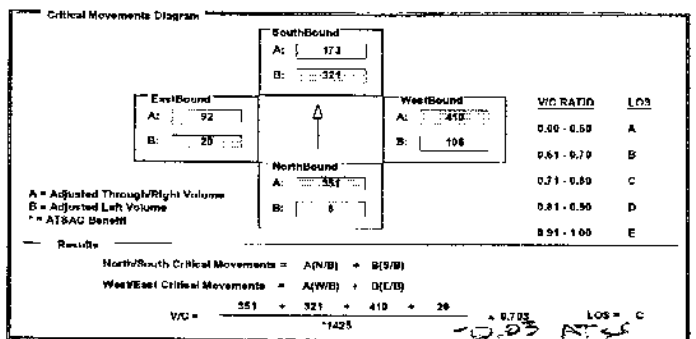 Critical Movements Diagram
SouthBound
A: 173
B: 321
EastBound
A: 92
B: 20
WestBound
A: 410
B: 106
V/C RATIO LOS
0.00 - 0.60 A
0.61 - 0.70 B
0.71 - 0.80 C
0.81 - 0.90 D
0.91 - 1.00 E
NorthBound
A: 351
B: 6
A = Adjusted Through/Right Volume
B = Adjusted Left Volume
* = ATSAC Benefit
Results
North/South Critical Movements = A(N/B) + B(S/B)
West/East Critical Movements = A(W/B) + B(E/B)
V/C = 351 + 321 + 410 + 20 = 0.703 LOS = C
*1425
-0.03